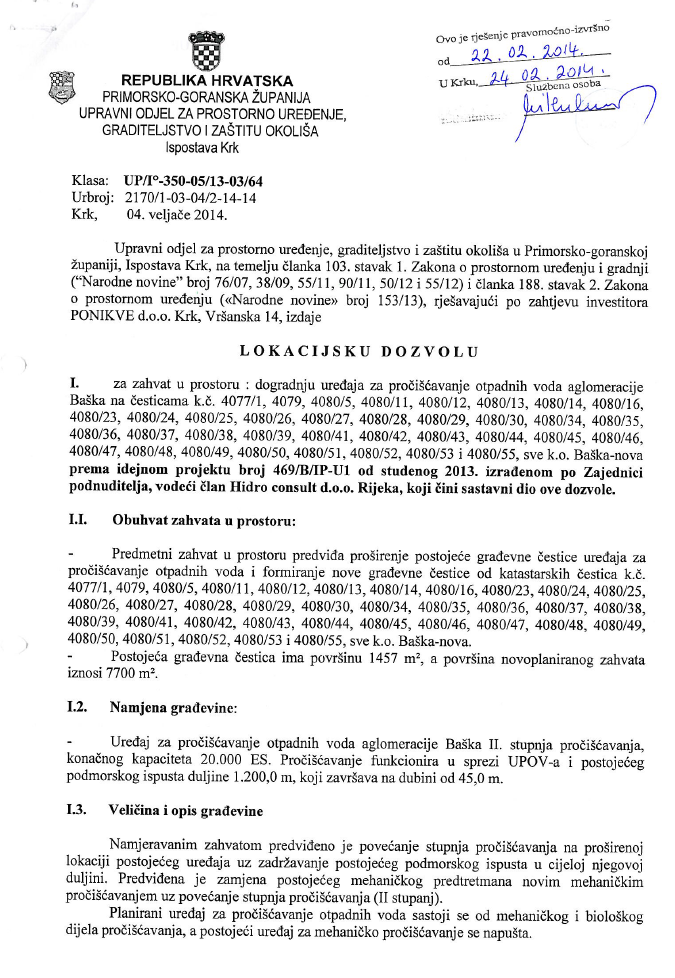 Ovo je rješenje pravomoćno-izvršno
od 22.02.2014.
U Krku, 24.02.2014.
Službena osoba
REPUBLIKA HRVATSKA
PRIMORSKO-GORANSKA ŽUPANIJA
UPRAVNI ODJEL ZA PROSTORNO UREĐENJE,
GRADITELJSTVO I ZAŠTITU OKOLIŠA
Ispostava Krk
Klasa: UP/I°-350-05/13-03/64
Urbroj: 2170/1-03-04/2-14-14
Krk, 04. veljače 2014.
Upravni odjel za prostorno uređenje, graditeljstvo i zaštitu okoliša u Primorsko-goranskoj
županiji, Ispostava Krk, na temelju članka 103. stavak 1. Zakona o prostornom uređenju i gradnji
(“Narodne novine” broj 76/07, 38/09, 55/11, 90/11, 50/12 i 55/12) i članka 188. stavak 2. Zakona
o prostornom uređenju («Narodne novine» broj 153/13), rješavajući po zahtjevu investitora
PONIKVE d.o.o. Krk, Vršanska 14, izdaje
LOKACIJSKU DOZVOLU
I. za zahvat u prostoru : dogradnju uređaja za pročišćavanje otpadnih voda aglomeracije
Baška na česticama k.č. 4077/1, 4079, 4080/5, 4080/11, 4080/12, 4080/13, 4080/14, 4080/16,
4080/23, 4080/24, 4080/25, 4080/26, 4080/27, 4080/28, 4080/29, 4080/30, 4080/34, 4080/35,
4080/36, 4080/37, 4080/38, 4080/39, 4080/41, 4080/42, 4080/43, 4080/44, 4080/45, 4080/46,
4080/47, 4080/48, 4080/49, 4080/50, 4080/51, 4080/52, 4080/53 i 4080/55, sve k.o. Baška-nova
prema idejnom projektu broj 469/B/IP-U1 od studenog 2013. izrađenom po Zajednici
podnuditelja, vodeći član Hidro consult d.o.o. Rijeka, koji čini sastavni dio ove dozvole.
I.I. Obuhvat zahvata u prostoru:
- Predmetni zahvat u prostoru predviđa proširenje postojeće građevne čestice uređaja za
pročišćavanje otpadnih voda i formiranje nove građevne čestice od katastarskih čestica k.č.
4077/1, 4079, 4080/5, 4080/11, 4080/12, 4080/13, 4080/14, 4080/16, 4080/23, 4080/24, 4080/25,
4080/26, 4080/27, 4080/28, 4080/29, 4080/30, 4080/34, 4080/35, 4080/36, 4080/37, 4080/38,
4080/39, 4080/41, 4080/42, 4080/43, 4080/44, 4080/45, 4080/46, 4080/47, 4080/48, 4080/49,
4080/50, 4080/51, 4080/52, 4080/53 i 4080/55, sve k.o. Baška-nova.
- Postojeća građevna čestica ima površinu 1457 m², a površina novoplaniranog zahvata
iznosi 7700 m².
I.2. Namjena građevine:
- Uređaj za pročišćavanje otpadnih voda aglomeracije Baška II. stupnja pročišćavanja,
konačnog kapaciteta 20.000 ES. Pročišćavanje funkcionira u sprezi UPOV-a i postojećeg
podmorskog ispusta duljine 1.200,0 m, koji završava na dubini od 45,0 m.
I.3. Veličina i opis građevine
Namjeravanim zahvatom predviđeno je povećanje stupnja pročišćavanja na proširenoj
lokaciji postojećeg uređaja uz zadržavanje postojećeg podmorskog ispusta u cijeloj njegovoj
duljini. Predviđena je zamjena postojećeg mehaničkog predtretmana novim mehaničkim
pročišćavanjem uz povećanje stupnja pročišćavanja (II stupanj).
Planirani uređaj za pročišćavanje otpadnih voda sastoji se od mehaničkog i biološkog
dijela pročišćavanja, a postojeći uređaj za mehaničko pročišćavanje se napušta.